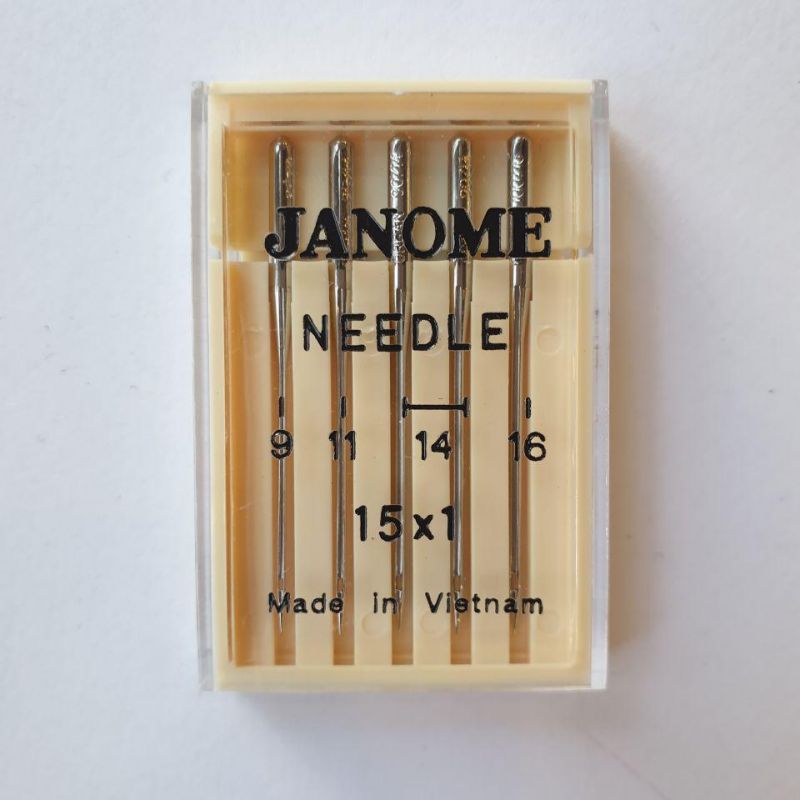 JANOME
NEEDLE
9 11 14 16
15x1
Made in Vietnam